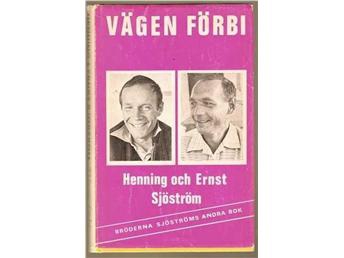 VÄGEN FÖRBI
Henning och Ernst
Sjöström
BRÖDERNA SJÖSTRÖMS ANDRA BOK